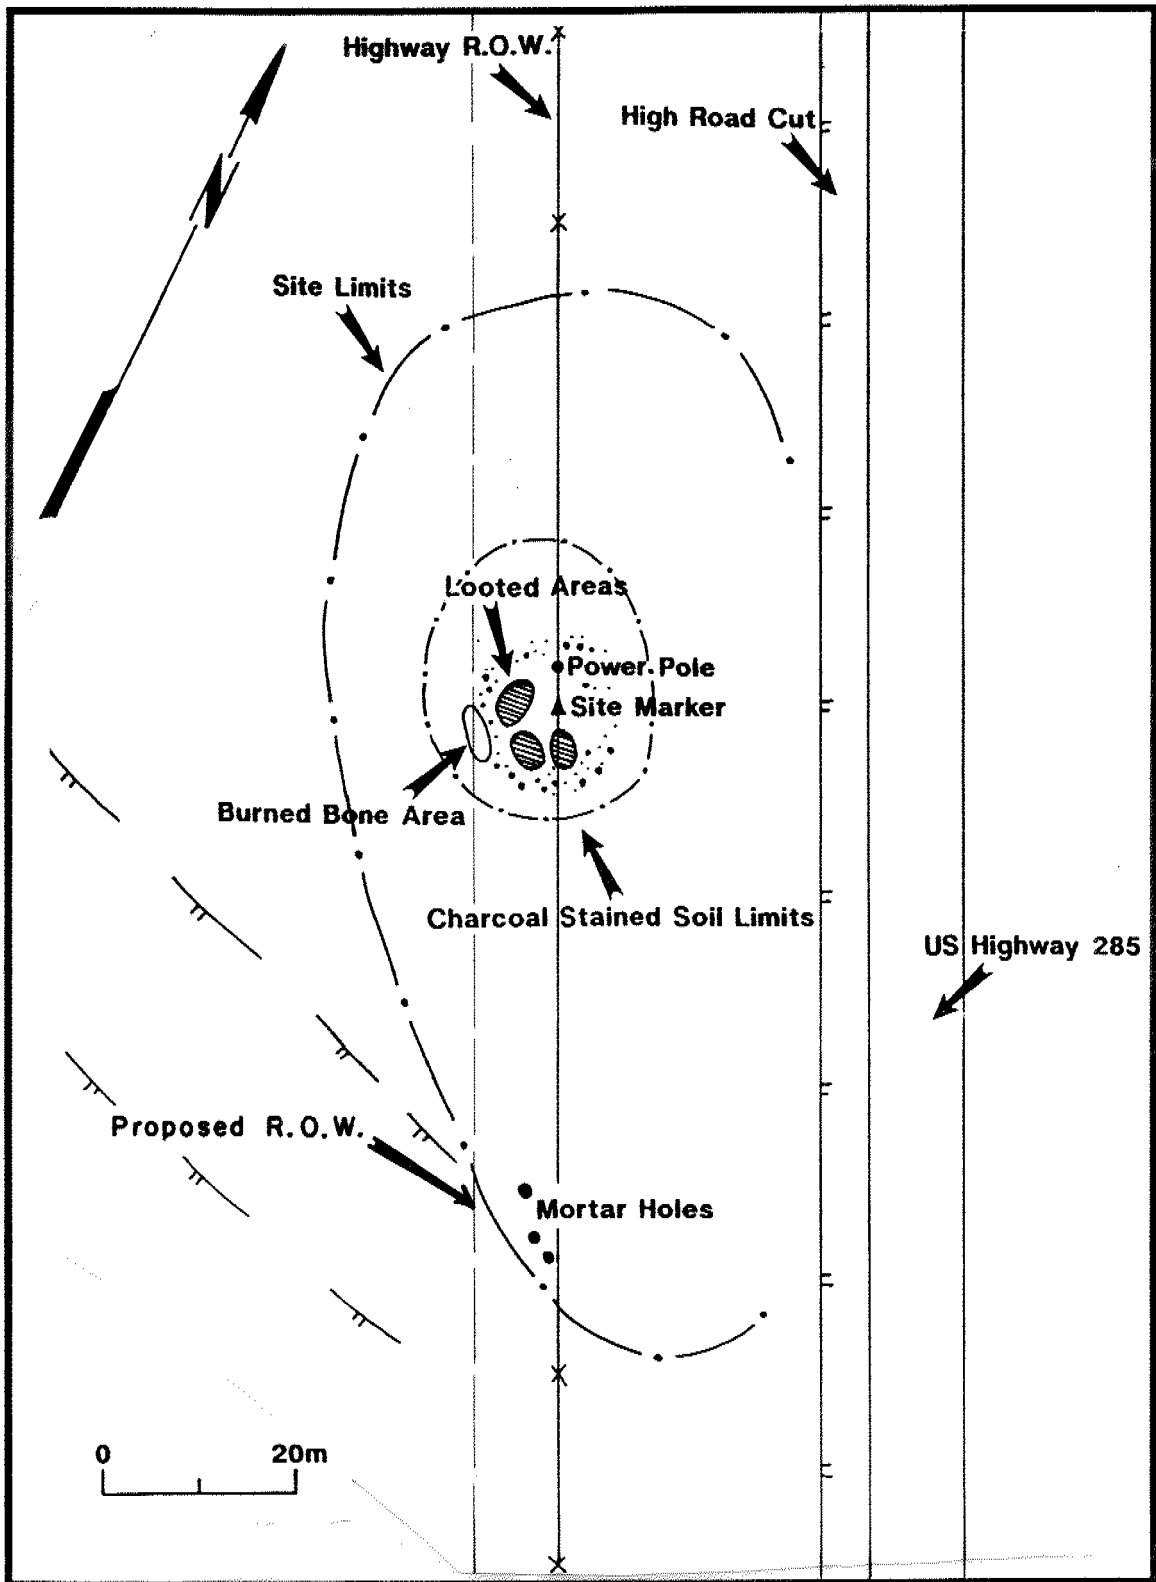 Highway R.O.W.
High Road Cut
N
Site Limits
Looted Areas
Power Pole
Site Marker
Burned Bone Area
Charcoal Stained Soil Limits
US Highway 285
Proposed R.O.W.
Mortar Holes
0 20m